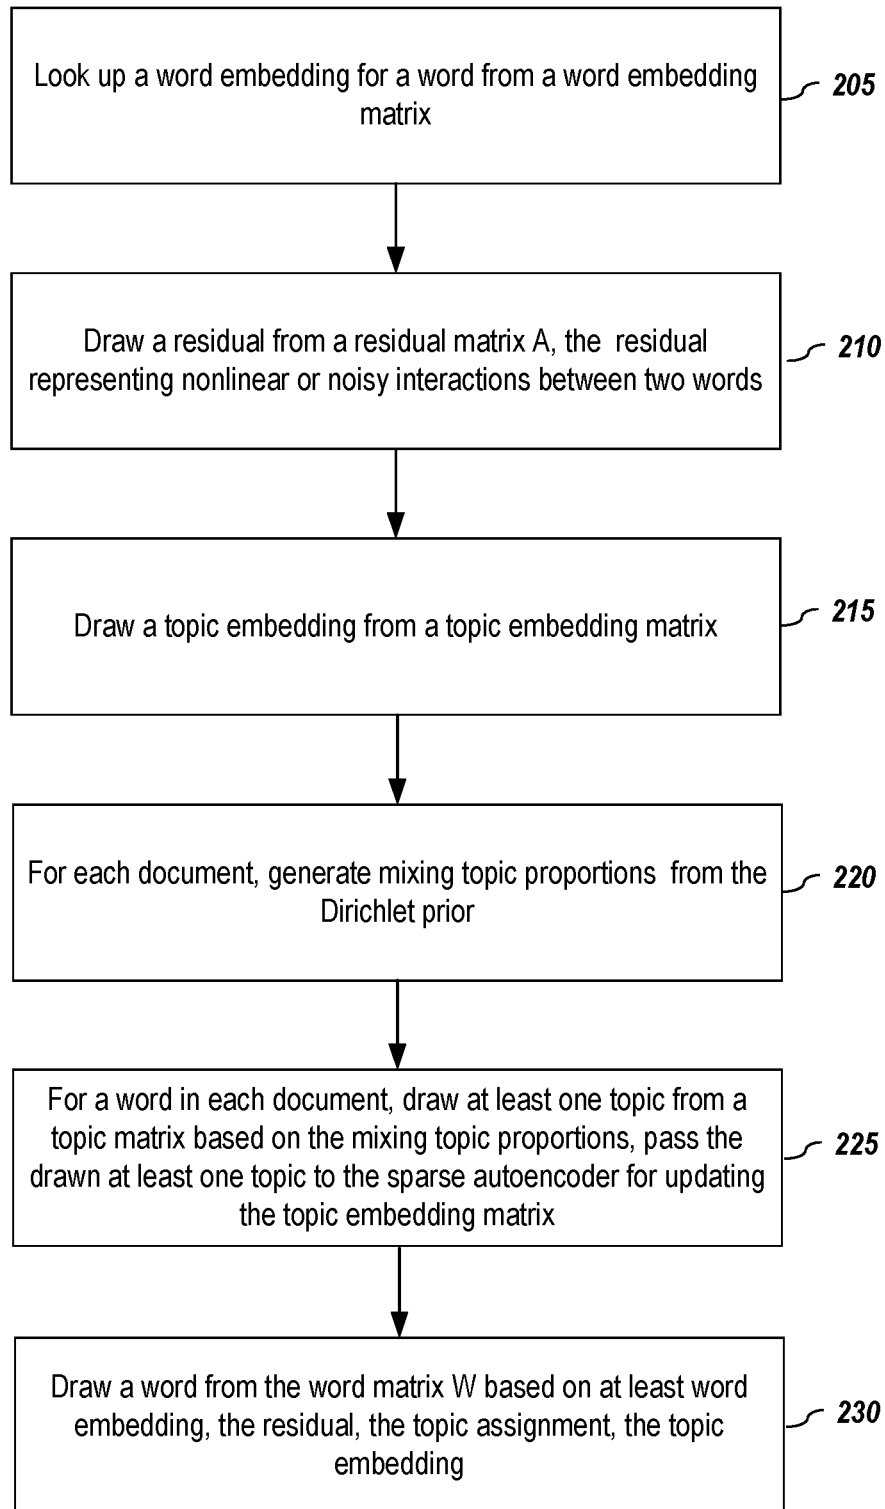 Look up a word embedding for a word from a word embedding
matrix
205
Draw a residual from a residual matrix A, the residual
representing nonlinear or noisy interactions between two words
210
Draw a topic embedding from a topic embedding matrix
215
For each document, generate mixing topic proportions from the
Dirichlet prior
220
For a word in each document, draw at least one topic from a
topic matrix based on the mixing topic proportions, pass the
drawn at least one topic to the sparse autoencoder for updating
the topic embedding matrix
225
Draw a word from the word matrix W based on at least word
embedding, the residual, the topic assignment, the topic
embedding
230